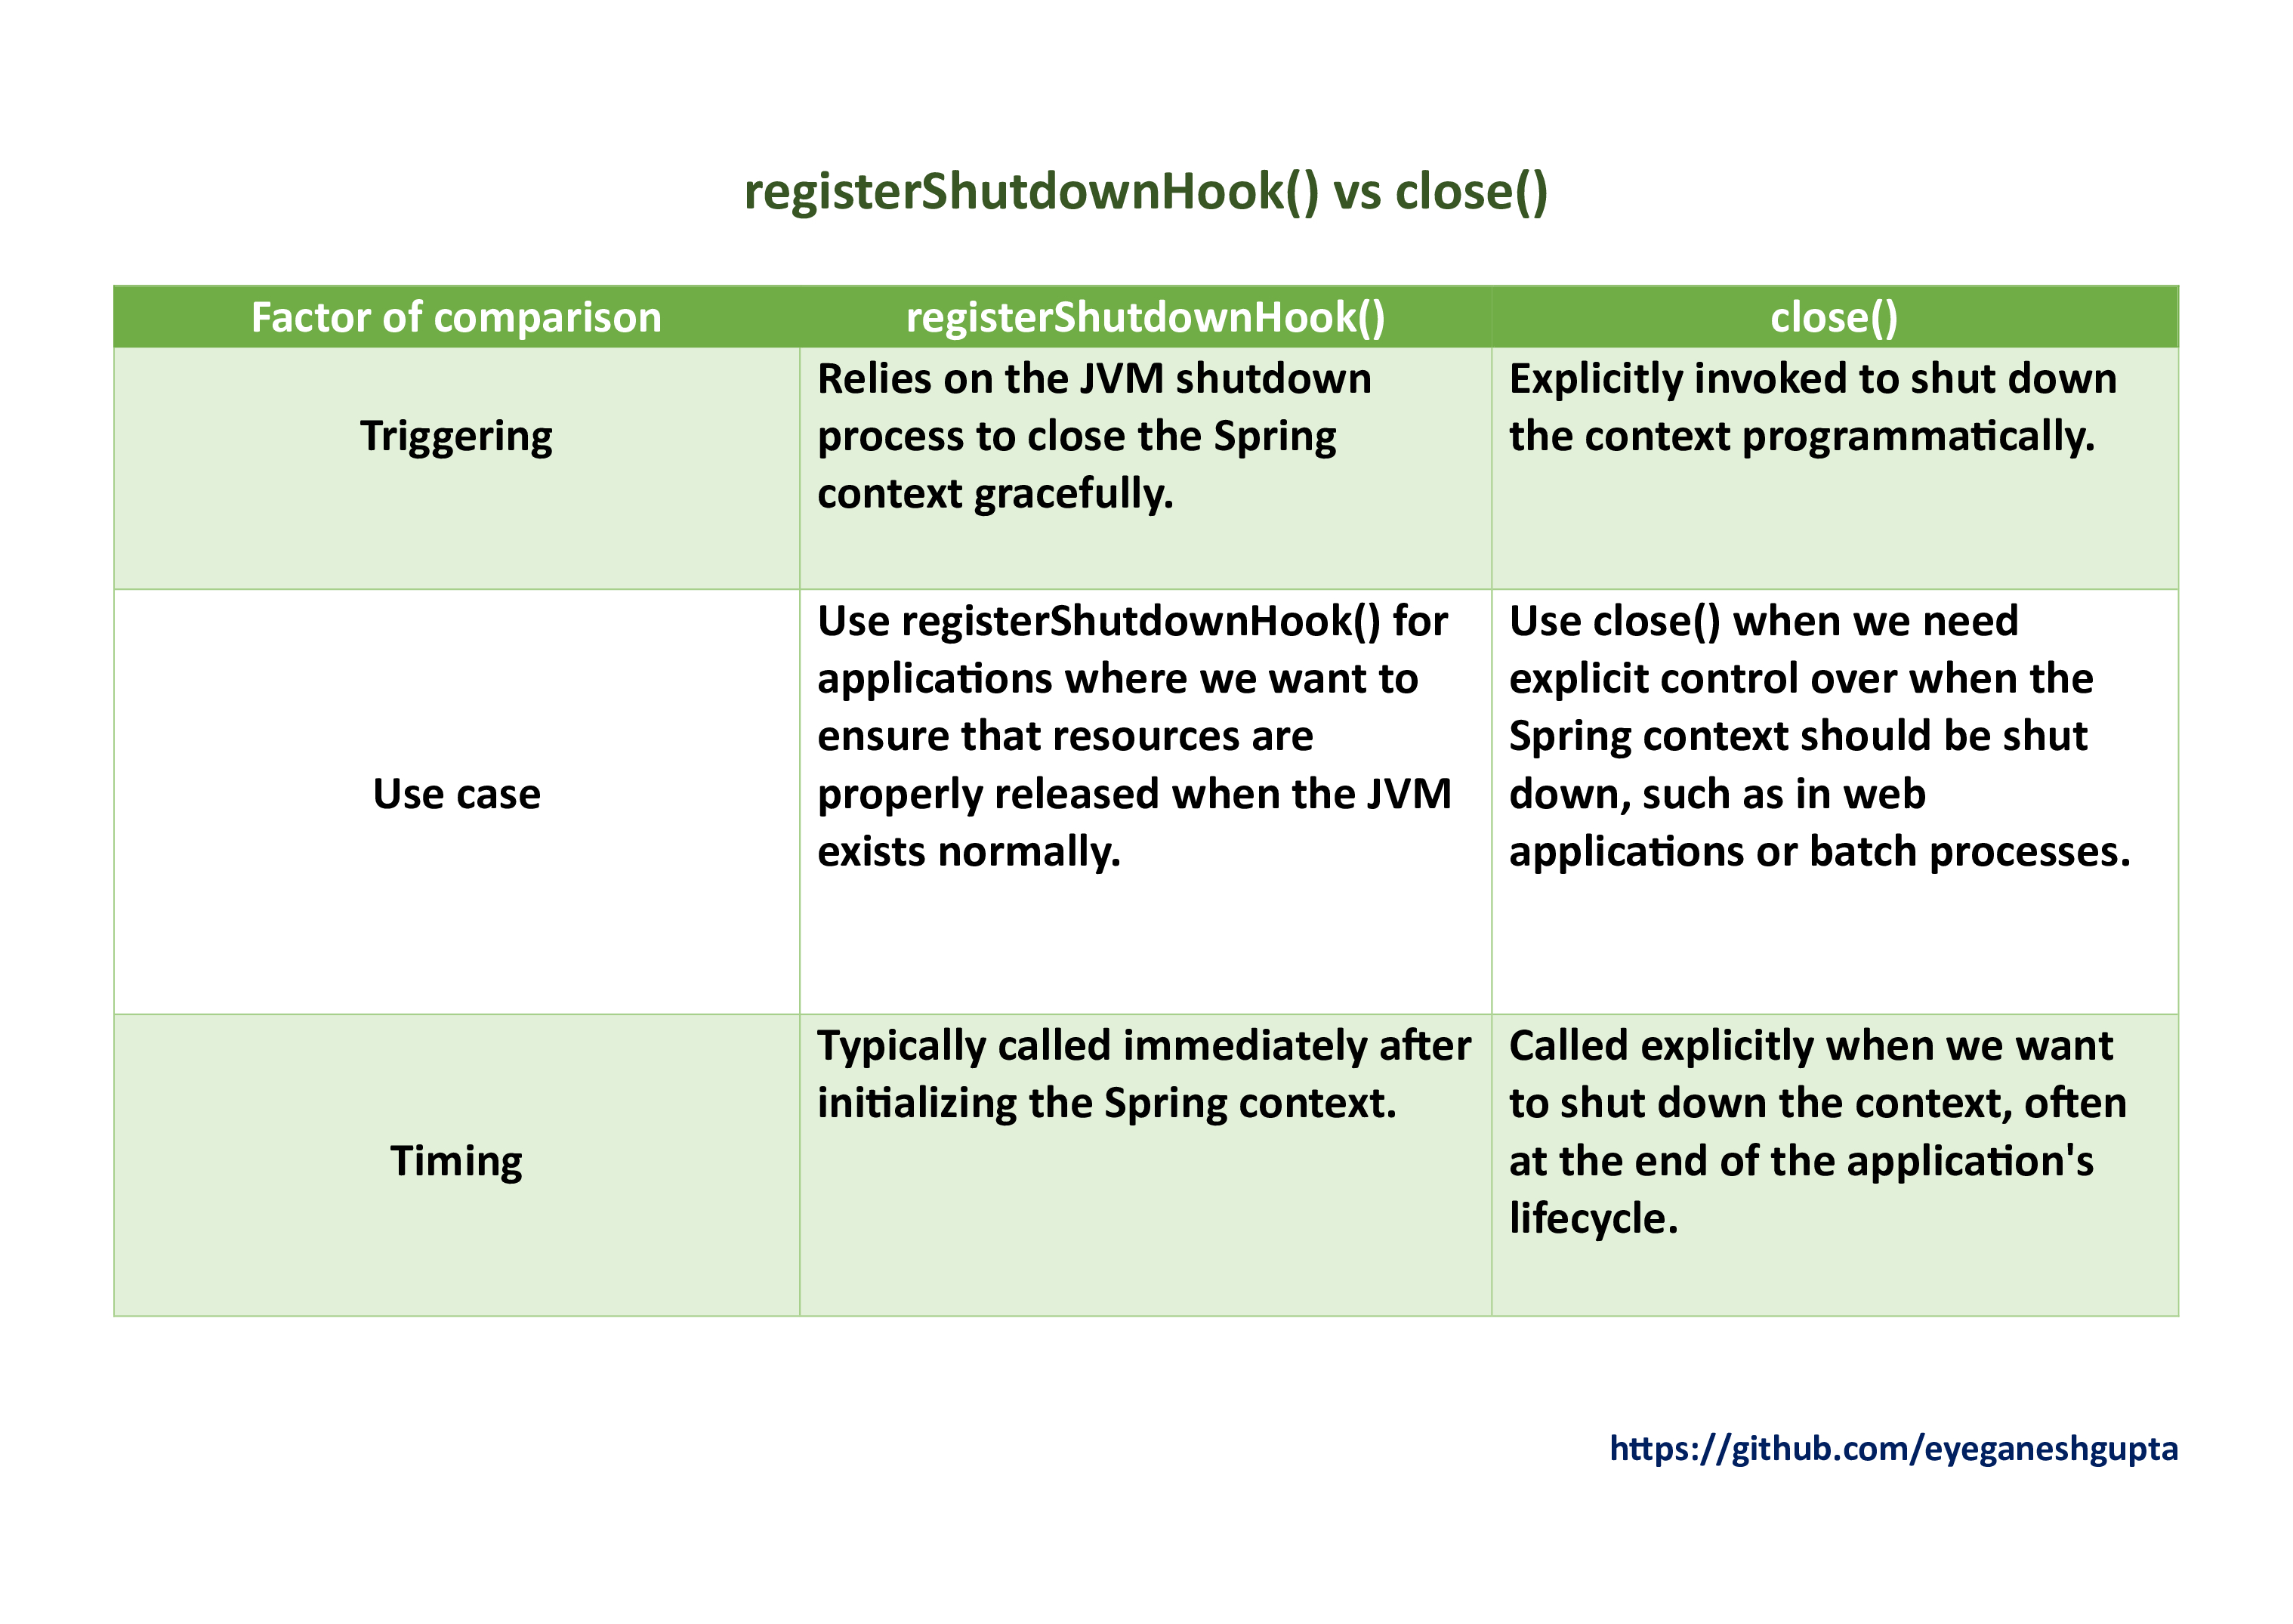 registerShutdownHook() vs close()
Factor of comparison
registerShutdownHook()
close()
Triggering
Relies on the JVM shutdown
process to close the Spring
context gracefully.
Explicitly invoked to shut down
the context programmatically.
Use case
Use registerShutdownHook() for
applications where we want to
ensure that resources are
properly released when the JVM
exists normally.
Use close() when we need
explicit control over when the
Spring context should be shut
down, such as in web
applications or batch processes.
Timing
Typically called immediately after
initializing the Spring context.
Called explicitly when we want
to shut down the context, often
at the end of the application's
lifecycle.
https://github.com/eyeganeshgupta